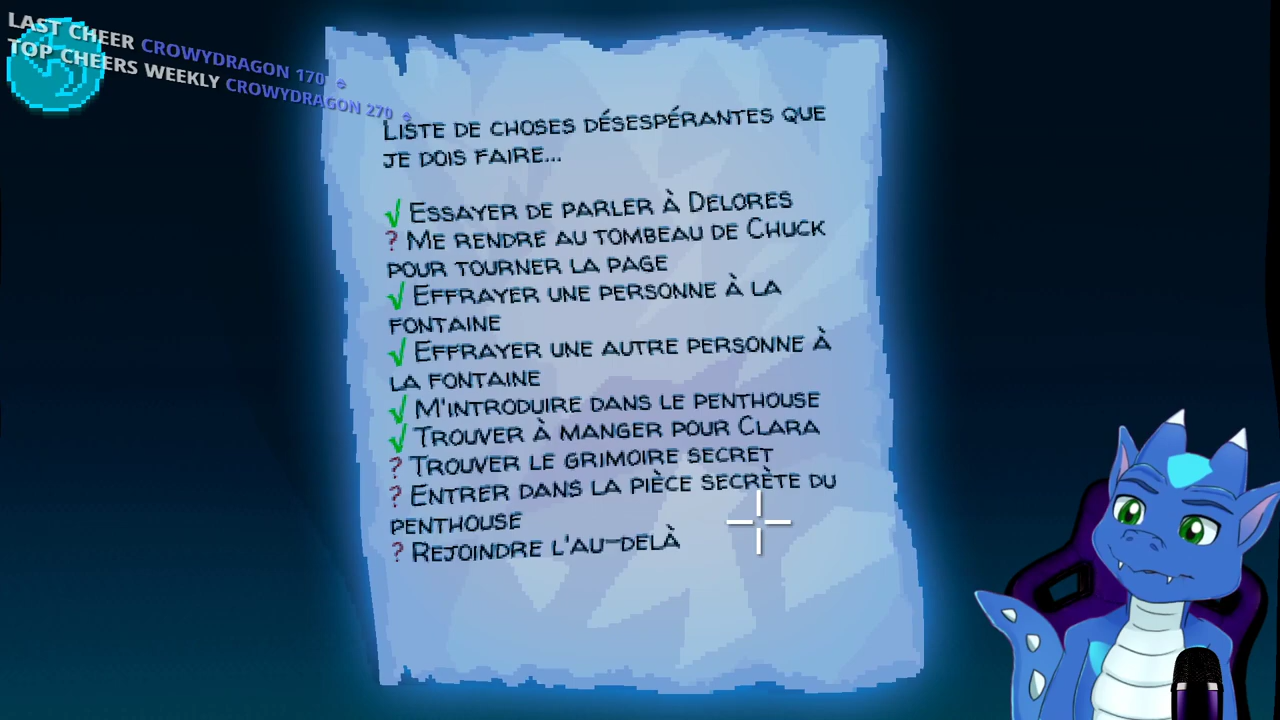 LAST CHEER CROWYDRAGON 170
TOP CHEERS WEEKLY CROWYDRAGON 270
LISTE DE CHOSES DÉSESPÉRANTES QUE
JE DOIS FAIRE...
√ ESSAYER DE PARLER À DELORES
? ME RENDRE AU TOMBEAU DE CHUCK
POUR TOURNER LA PAGE
√ EFFRAYER UNE PERSONNE À LA
FONTAINE
√ EFFRAYER UNE AUTRE PERSONNE À
LA FONTAINE
√ M'INTRODUIRE DANS LE PENTHOUSE
√ TROUVER À MANGER POUR CLARA
? TROUVER LE GRIMOIRE SECRET
? ENTRER DANS LA PIÈCE SECRÈTE DU
PENTHOUSE
? REJOINDRE L'AU-DELÀ